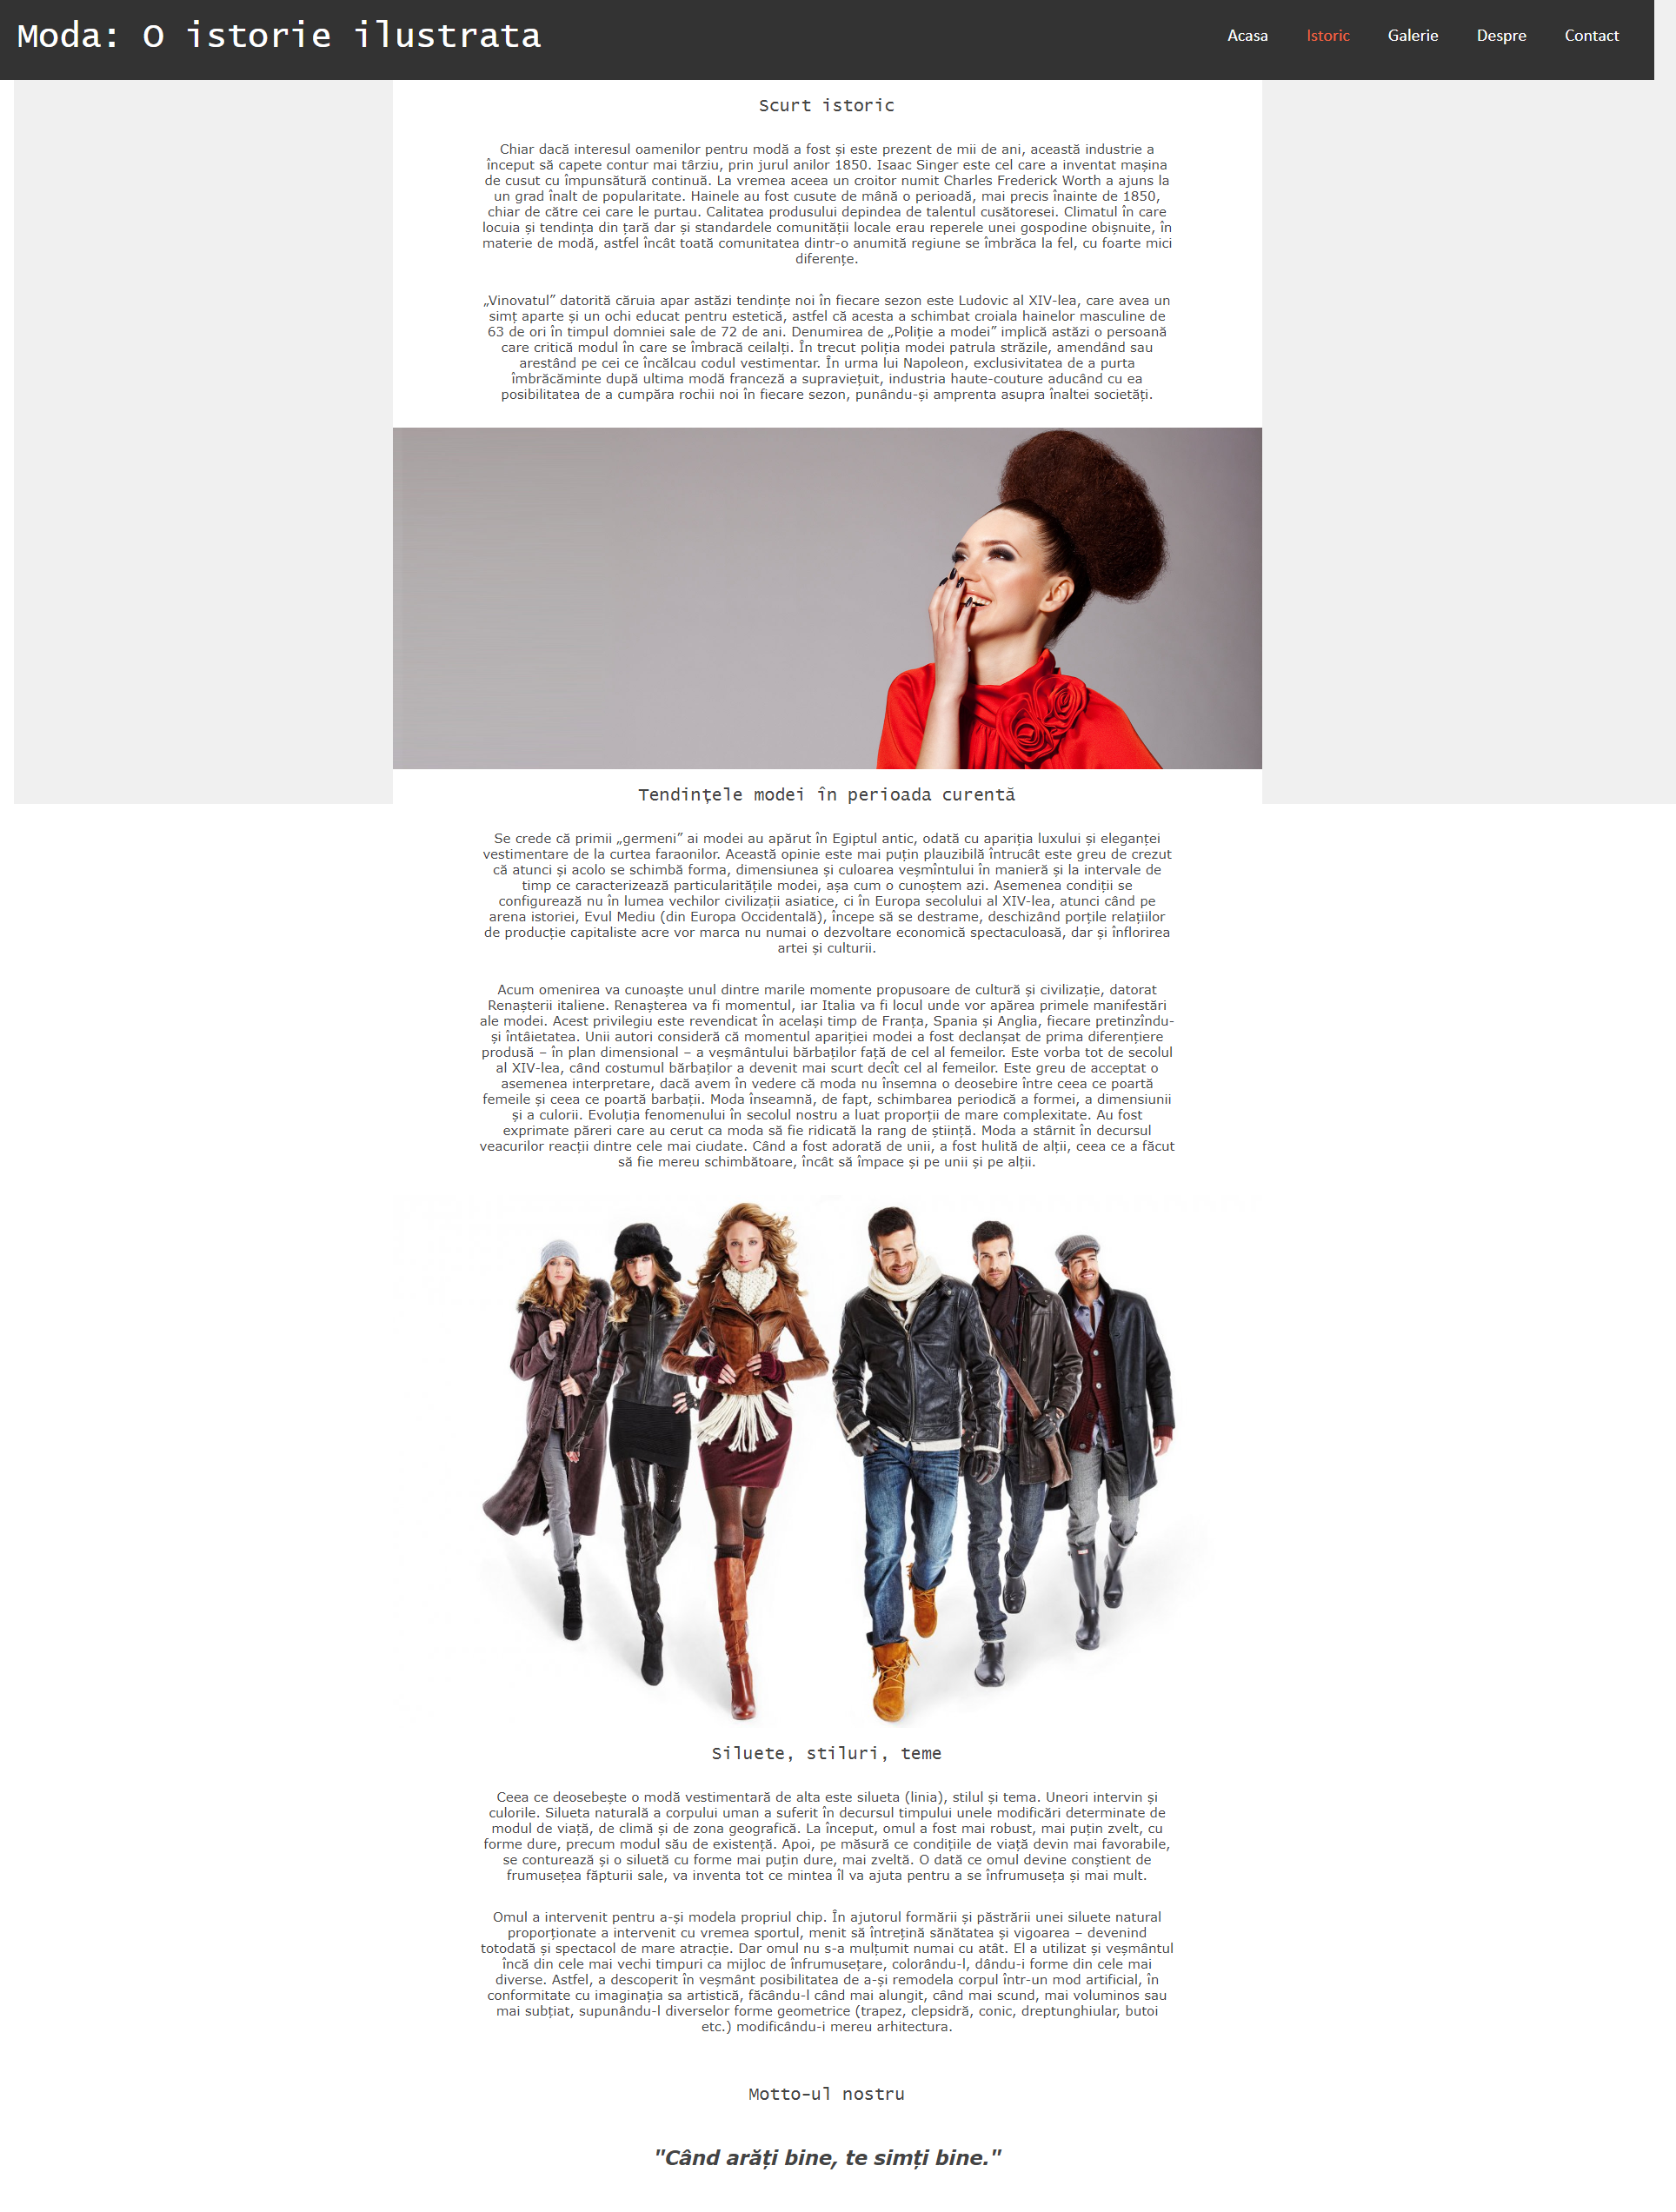 Moda: O istorie ilustrata
Acasa Istoric Galerie Despre Contact
Scurt istoric
Chiar dacă interesul oamenilor pentru modă a fost și este prezent de mii de ani, această industrie a
început să capete contur mai târziu, prin jurul anilor 1850. Isaac Singer este cel care a inventat mașina
de cusut cu împunsătură continuă. La vremea aceea un croitor numit Charles Frederick Worth a ajuns la
un grad înalt de popularitate. Hainele au fost cusute de mână o perioadă, mai precis înainte de 1850,
chiar de către cei care le purtau. Calitatea produsului depindea de talentul cusătoresei. Climatul în care
locuia și tendința din țară dar și standardele comunității locale erau reperele unei gospodine obișnuite, în
materie de modă, astfel încât toată comunitatea dintr-o anumită regiune se îmbrăca la fel, cu foarte mici
diferențe.
„Vinovatul” datorită căruia apar astăzi tendințe noi în fiecare sezon este Ludovic al XIV-lea, care avea un
simț aparte și un ochi educat pentru estetică, astfel că acesta a schimbat croiala hainelor masculine de
63 de ori în timpul domniei sale de 72 de ani. Denumirea de „Poliție a modei” implică astăzi o persoană
care critică modul în care se îmbracă ceilalți. În trecut poliția modei patrula străzile, amendând sau
arestând pe cei ce încălcau codul vestimentar. În urma lui Napoleon, exclusivitatea de a purta
îmbrăcăminte după ultima modă franceză a supraviețuit, industria haute-couture aducând cu ea
posibilitatea de a cumpăra rochii noi în fiecare sezon, punându-și amprenta asupra înaltei societăți.
Tendințele modei în perioada curentă
Se crede că primii „germeni” ai modei au apărut în Egiptul antic, odată cu apariția luxului și eleganței
vestimentare de la curtea faraonilor. Această opinie este mai puțin plauzibilă întrucât este greu de crezut
că atunci și acolo se schimbă forma, dimensiunea și culoarea veșmîntului în manieră și la intervale de
timp ce caracterizează particularitățile modei, așa cum o cunoștem azi. Asemenea condiții se
configurează nu în lumea vechilor civilizații asiatice, ci în Europa secolului al XIV-lea, atunci când pe
arena istoriei, Evul Mediu (din Europa Occidentală), începe să se destrame, deschizând porțile relațiilor
de producție capitaliste acre vor marca nu numai o dezvoltare economică spectaculoasă, dar și înflorirea
artei și culturii.
Acum omenirea va cunoaște unul dintre marile momente propusoare de cultură și civilizație, datorat
Renașterii italiene. Renașterea va fi momentul, iar Italia va fi locul unde vor apărea primele manifestări
ale modei. Acest privilegiu este revendicat în același timp de Franța, Spania și Anglia, fiecare pretinzîndu-
și întâietatea. Unii autori consideră că momentul apariției modei a fost declanșat de prima diferențiere
produsă – în plan dimensional – a veșmântului bărbaților față de cel al femeilor. Este vorba tot de secolul
al XIV-lea, când costumul bărbaților a devenit mai scurt decît cel al femeilor. Este greu de acceptat o
asemenea interpretare, dacă avem în vedere că moda nu însemna o deosebire între ceea ce poartă
femeile și ceea ce poartă barbații. Moda înseamnă, de fapt, schimbarea periodică a formei, a dimensiunii
și a culorii. Evoluția fenomenului în secolul nostru a luat proporții de mare complexitate. Au fost
exprimate păreri care au cerut ca moda să fie ridicată la rang de știință. Moda a stârnit în decursul
veacurilor reacții dintre cele mai ciudate. Când a fost adorată de unii, a fost hulită de alții, ceea ce a făcut
să fie mereu schimbătoare, încât să împace și pe unii și pe alții.
Siluete, stiluri, teme
Ceea ce deosebește o modă vestimentară de alta este silueta (linia), stilul și tema. Uneori intervin și
culorile. Silueta naturală a corpului uman a suferit în decursul timpului unele modificări determinate de
modul de viață, de climă și de zona geografică. La început, omul a fost mai robust, mai puțin zvelt, cu
forme dure, precum modul său de existență. Apoi, pe măsură ce condițiile de viață devin mai favorabile,
se conturează și o siluetă cu forme mai puțin dure, mai zveltă. O dată ce omul devine conștient de
frumusețea făpturii sale, va inventa tot ce mintea îl va ajuta pentru a se înfrumuseța și mai mult.
Omul a intervenit pentru a-și modela propriul chip. În ajutorul formării și păstrării unei siluete natural
proporționate a intervenit cu vremea sportul, menit să întrețină sănătatea și vigoarea – devenind
totodată și spectacol de mare atracție. Dar omul nu s-a mulțumit numai cu atât. El a utilizat și veșmântul
încă din cele mai vechi timpuri ca mijloc de înfrumusețare, colorându-l, dându-i forme din cele mai
diverse. Astfel, a descoperit în veșmânt posibilitatea de a-și remodela corpul într-un mod artificial, în
conformitate cu imaginația sa artistică, făcându-l când mai alungit, când mai scund, mai voluminos sau
mai subțiat, supunându-l diverselor forme geometrice (trapez, clepsidră, conic, dreptunghiular, butoi
etc.) modificându-i mereu arhitectura.
Motto-ul nostru
"Când arăți bine, te simți bine."